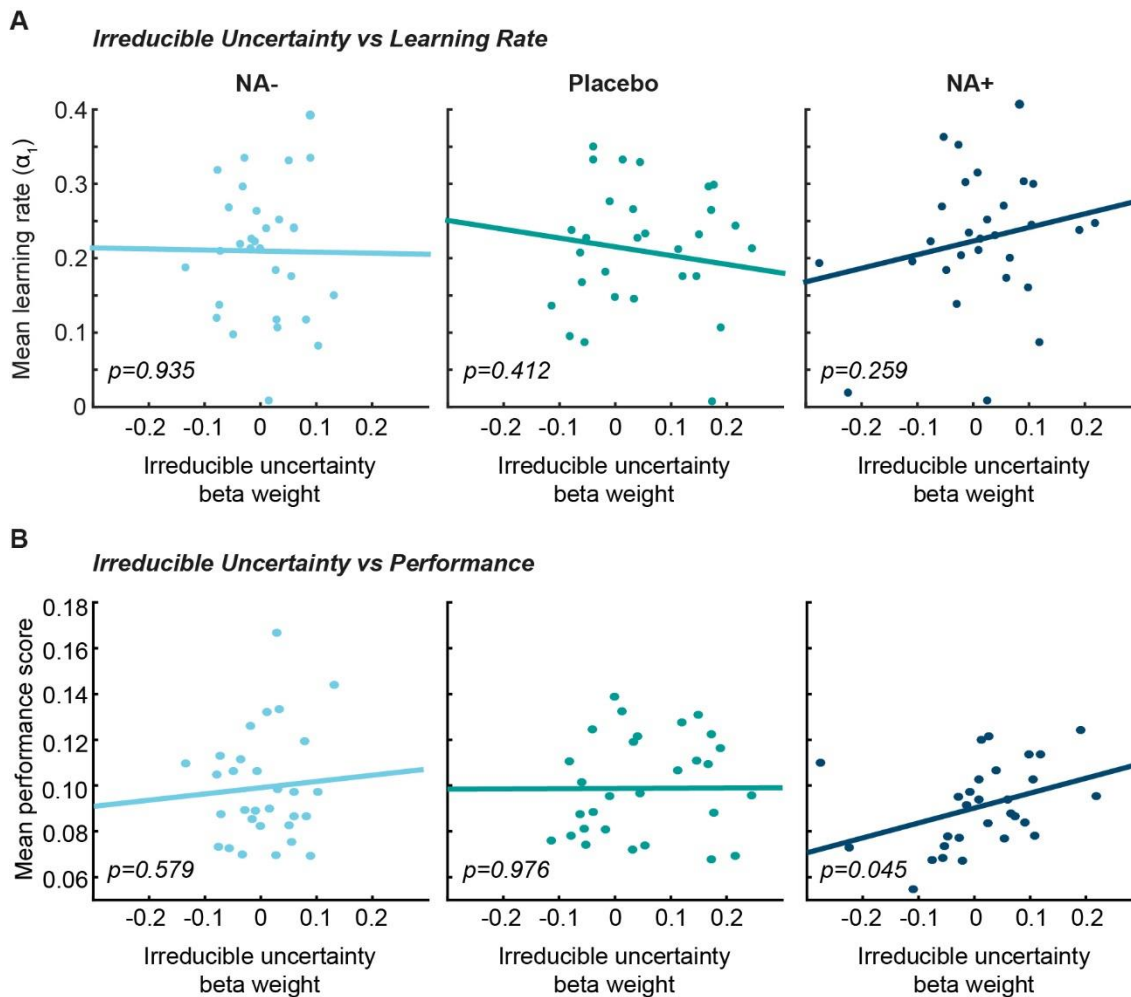 A
Irreducible Uncertainty vs Learning Rate
NA-
Placebo
NA+
Mean learning rate (α₁)
0.4
0.3
0.2
0.1
0
p=0.935
p=0.412
p=0.259
-0.2 -0.1 0 0.1 0.2
-0.2 -0.1 0 0.1 0.2
-0.2 -0.1 0 0.1 0.2
Irreducible uncertainty
beta weight
Irreducible uncertainty
beta weight
Irreducible uncertainty
beta weight
B
Irreducible Uncertainty vs Performance
Mean performance score
0.18
0.16
0.14
0.12
0.10
0.08
0.06
p=0.579
p=0.976
p=0.045
-0.2 -0.1 0 0.1 0.2
-0.2 -0.1 0 0.1 0.2
-0.2 -0.1 0 0.1 0.2
Irreducible uncertainty
beta weight
Irreducible uncertainty
beta weight
Irreducible uncertainty
beta weight